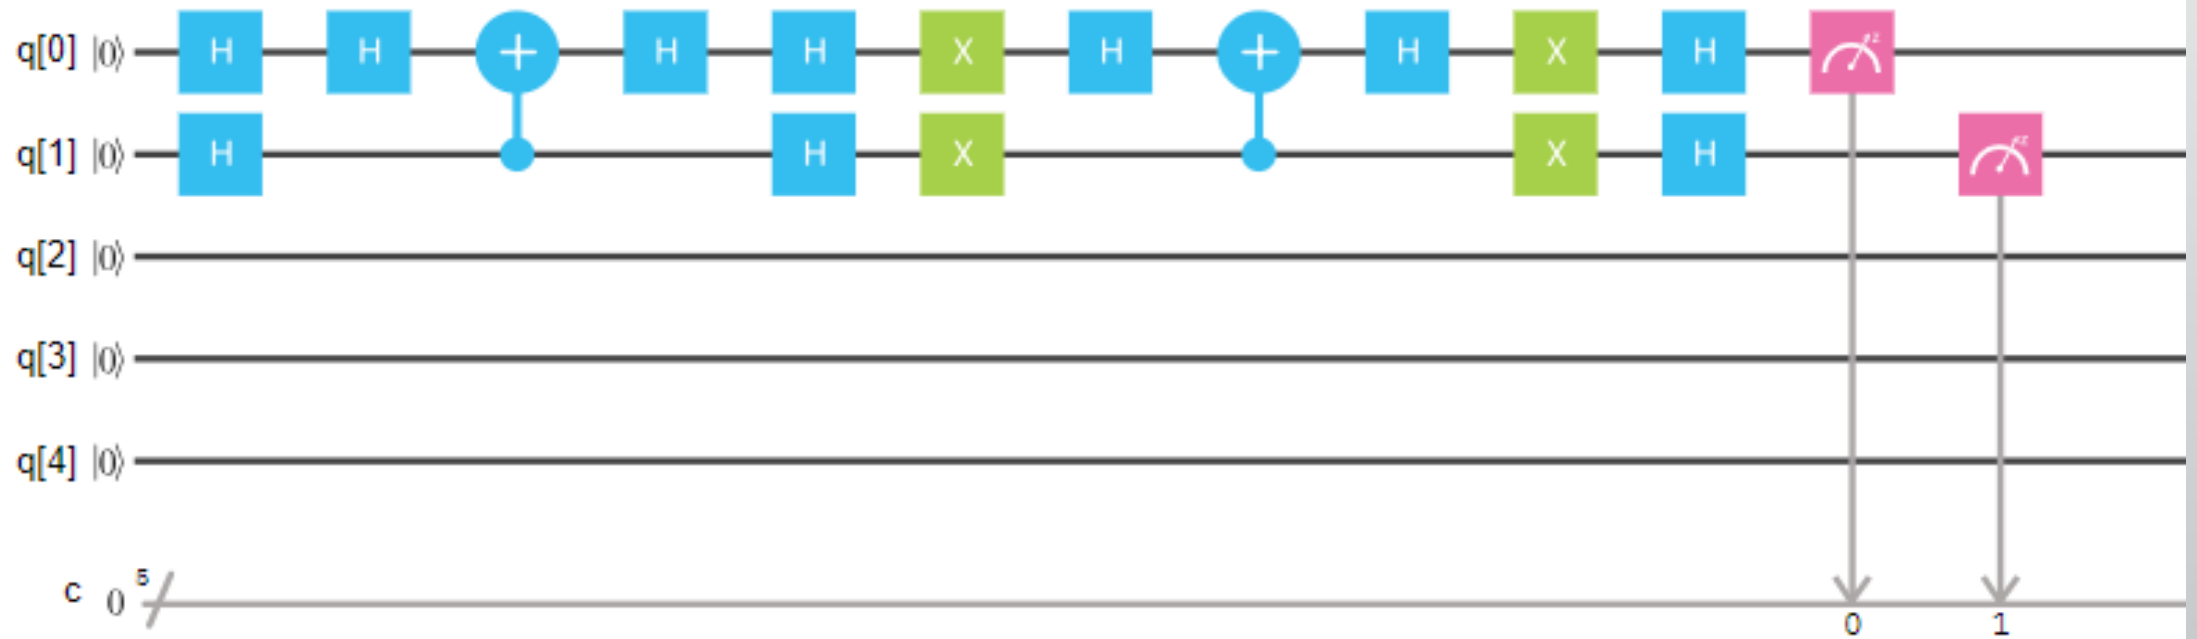 q[0] |0⟩ H H + H H X H + H X H z
q[1] |0⟩ H H X X H z
q[2] |0⟩
q[3] |0⟩
q[4] |0⟩
c 0 5
0 1